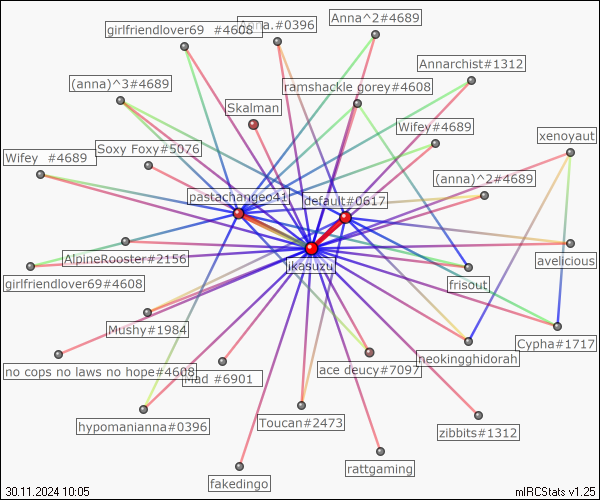 girlfriendlover69 #4608
Anna.#0396
Anna^2#4689
Annarchist#1312
(anna)^3#4689
ramshackle gorey#4608
Skalman
Wifey#4689
xenoyaut
Wifey #4689
Soxy Foxy#5076
(anna)^2#4689
pastachangeo41
default#0617
AlpineRooster#2156
jikasuzu
avelicious
girlfriendlover69#4608
frisout
Mushy#1984
Cypha#1717
neokingghidorah
no cops no laws no hope#4608
Mad #6901
ace deucy#7097
hypomanianna#0396
Toucan#2473
zibbits#1312
rattgaming
fakedingo
30.11.2024 10:05
mIRCStats v1.25